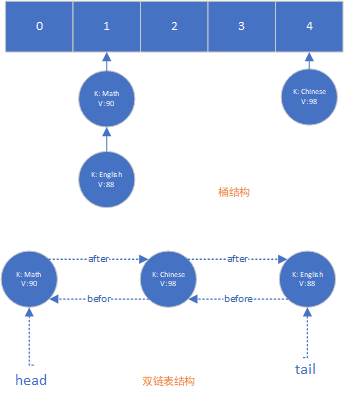 0 1 2 3 4
K: Math
V:90
K: Chinese
V:98
K: English
V:88
桶结构
after after
K: Math
V:90
K: Chinese
V:98
K: English
V:88
befor before
head
双链表结构
tail